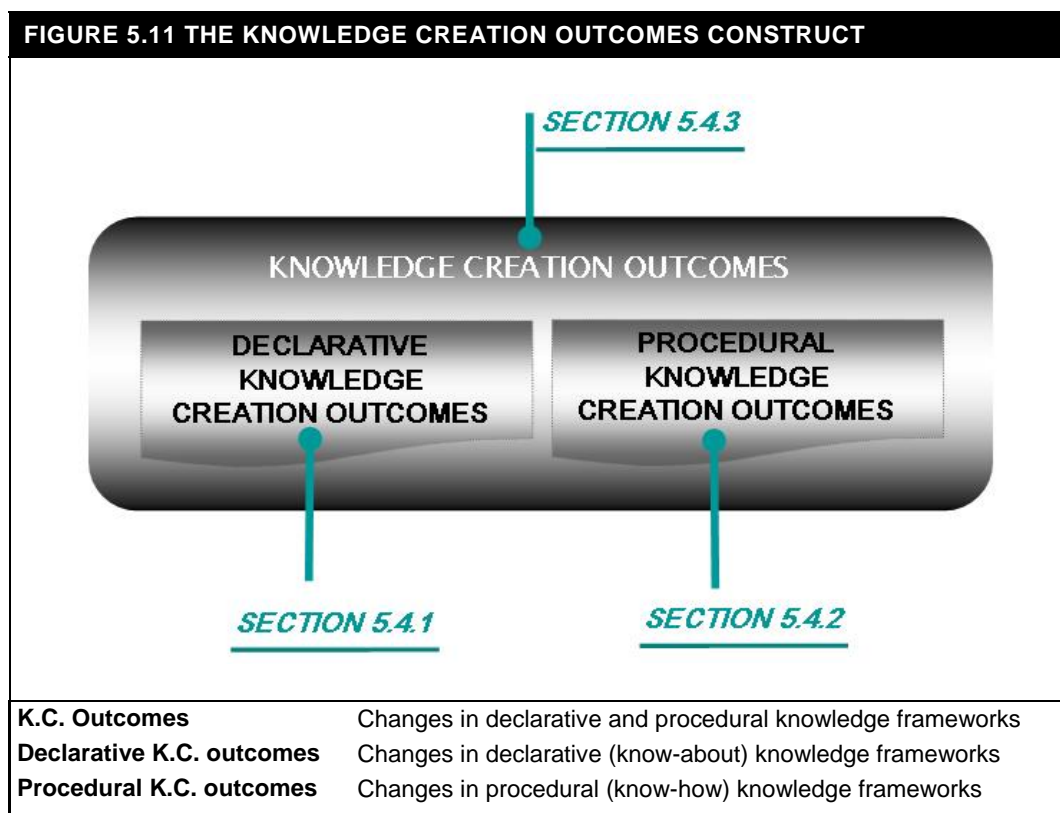 FIGURE 5.11 THE KNOWLEDGE CREATION OUTCOMES CONSTRUCT
SECTION 5.4.3
KNOWLEDGE CREATION OUTCOMES
DECLARATIVE
KNOWLEDGE
CREATION OUTCOMES
PROCEDURAL
KNOWLEDGE
CREATION OUTCOMES
SECTION 5.4.1
SECTION 5.4.2
K.C. Outcomes Changes in declarative and procedural knowledge frameworks
Declarative K.C. outcomes Changes in declarative (know-about) knowledge frameworks
Procedural K.C. outcomes Changes in procedural (know-how) knowledge frameworks